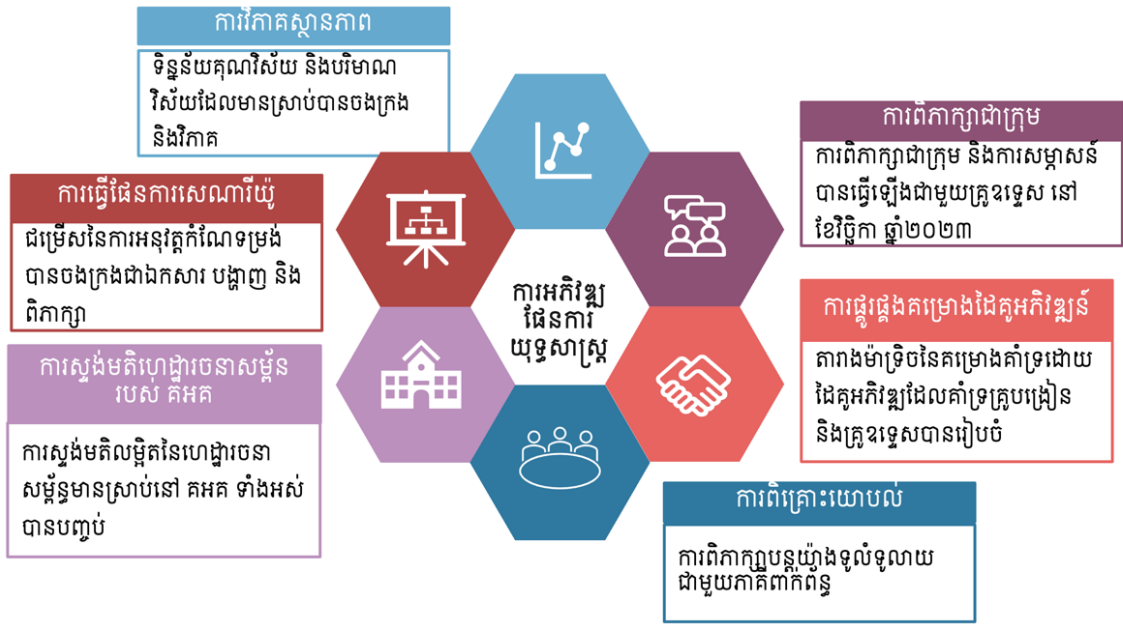 ការវិភាគស្ថានភាព
ទិន្នន័យគុណវិស័យ និងបរិមាណ
វិស័យដែលមានស្រាប់បានចងក្រង
និងវិភាគ
ការពិភាក្សាជាក្រុម
ការពិភាក្សាជាក្រុម និងការសម្ភាសន៍
បានធ្វើឡើងជាមួយគ្រូឧទ្ទេស នៅ
ខែវិច្ឆិកា ឆ្នាំ២០២៣
ការធ្វើផែនការសេណារីយ៉ូ
ជម្រើសនៃការអនុវត្តកំណែទម្រង់
បានចងក្រងជាឯកសារ បង្ហាញ និង
ពិភាក្សា
ការអភិវឌ្ឍ
ផែនការ
យុទ្ធសាស្ត្រ
ការផ្គូរផ្គងគម្រោងដៃគូអភិវឌ្ឍន៍
តារាងម៉ាទ្រិចនៃគម្រោងគាំទ្រដោយ
ដៃគូអភិវឌ្ឍដែលគាំទ្រគ្រូបង្រៀន
និងគ្រូឧទ្ទេសបានរៀបចំ
ការស្ទង់មតិហេដ្ឋារចនាសម្ព័ន
របស់ គអគ
ការស្ទង់មតិលម្អិតនៃហេដ្ឋារចនា
សម្ព័ន្ធមានស្រាប់នៅ គអគ ទាំងអស់
បានបញ្ចប់
ការពិគ្រោះយោបល់
ការពិភាក្សាបន្តយ៉ាងទូលំទូលាយ
ជាមួយភាគីពាក់ព័ន្ធ